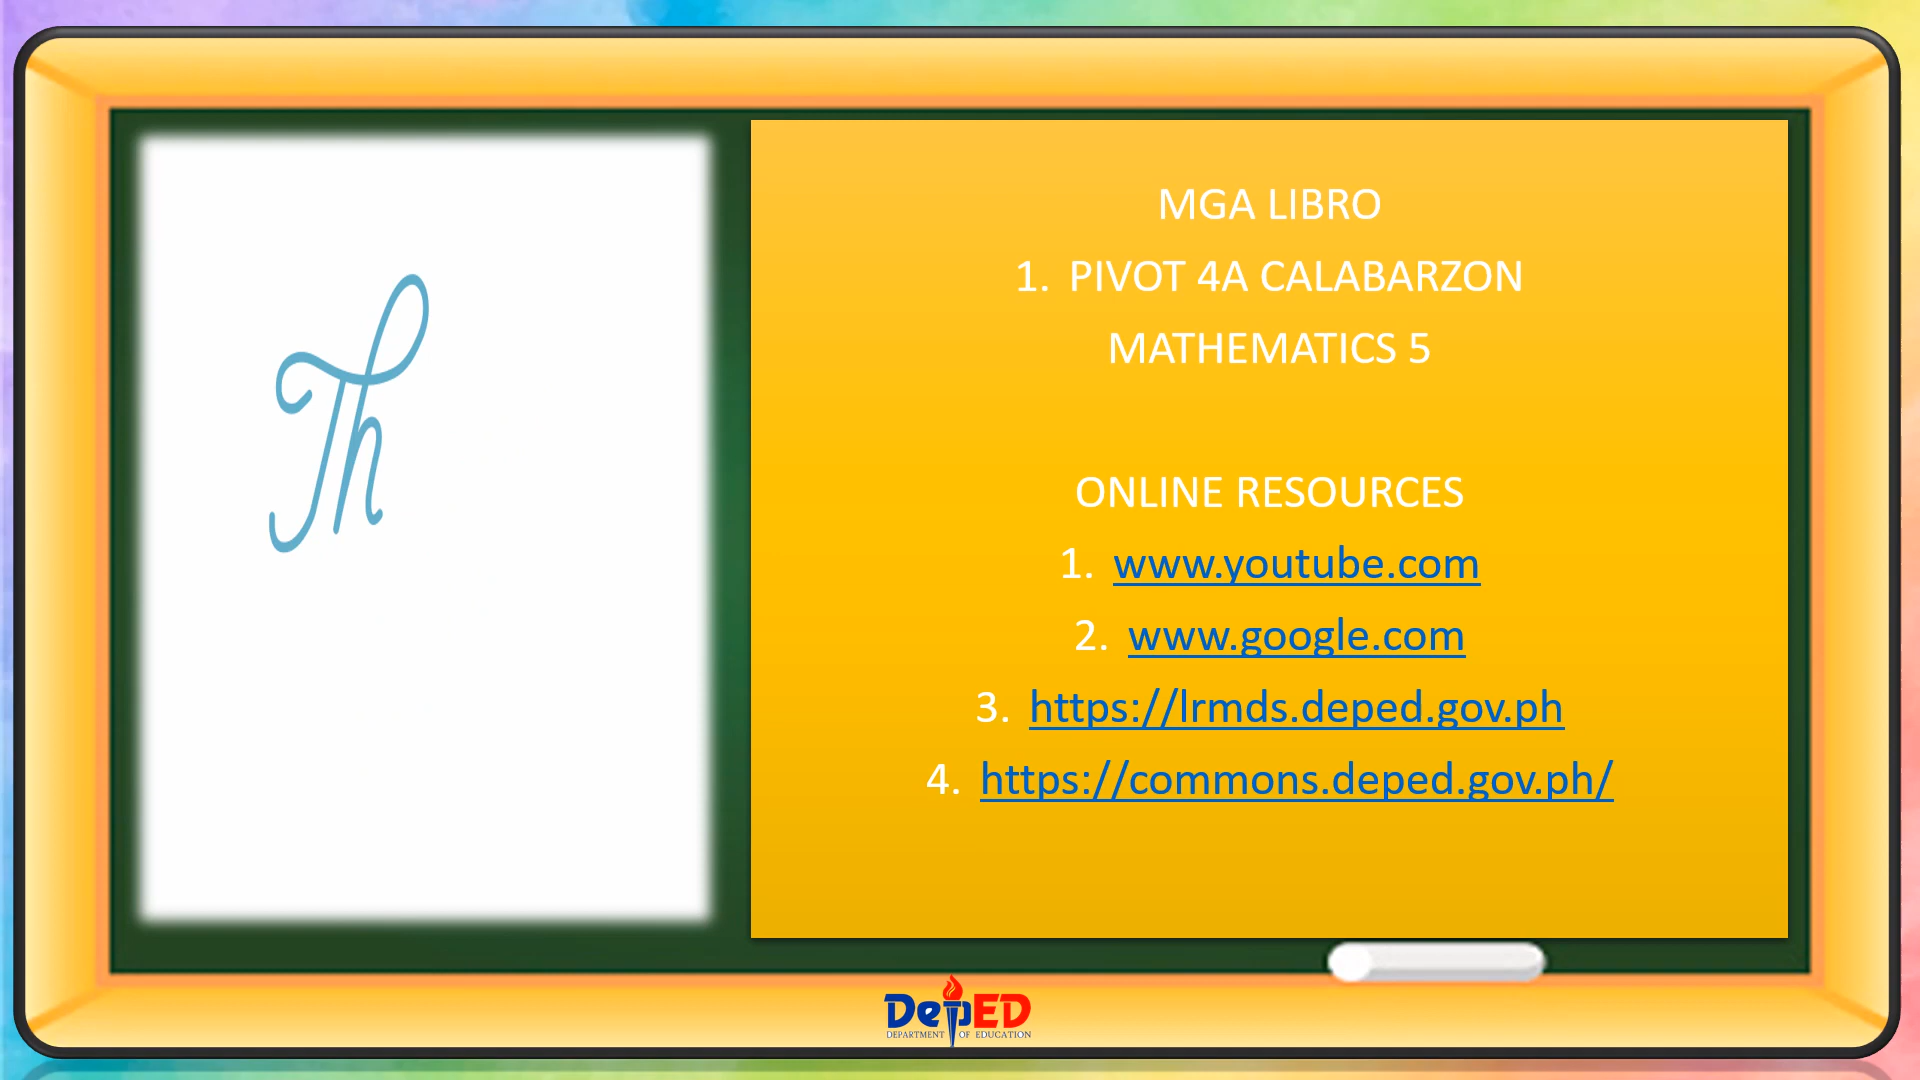 Th
MGA LIBRO
1. PIVOT 4A CALABARZON
MATHEMATICS 5
ONLINE RESOURCES
1. www.youtube.com
2. www.google.com
3. https://lrmds.deped.gov.ph
4. https://commons.deped.gov.ph/
DepED
DEPARTMENT OF EDUCATION